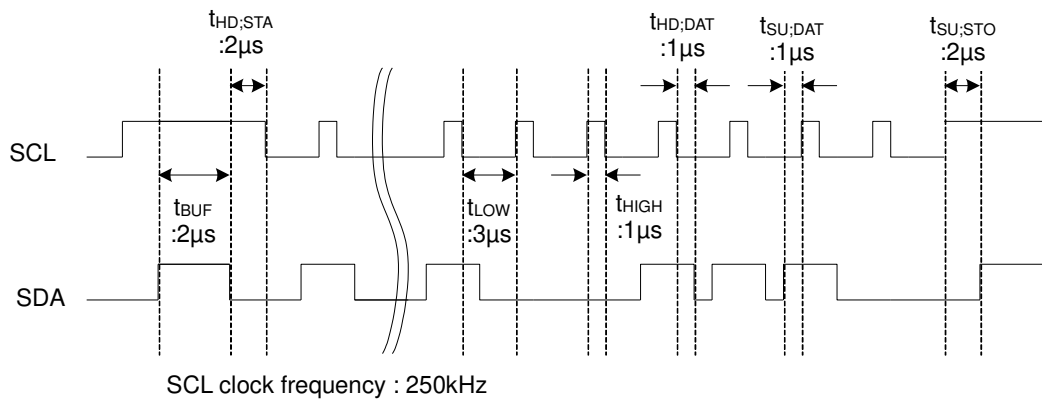 tHD;STA
:2µs
tHD;DAT
:1µs
tSU;DAT
:1µs
tSU;STO
:2µs
SCL
tBUF
:2µs
tLOW
:3µs
tHIGH
:1µs
SDA
SCL clock frequency : 250kHz